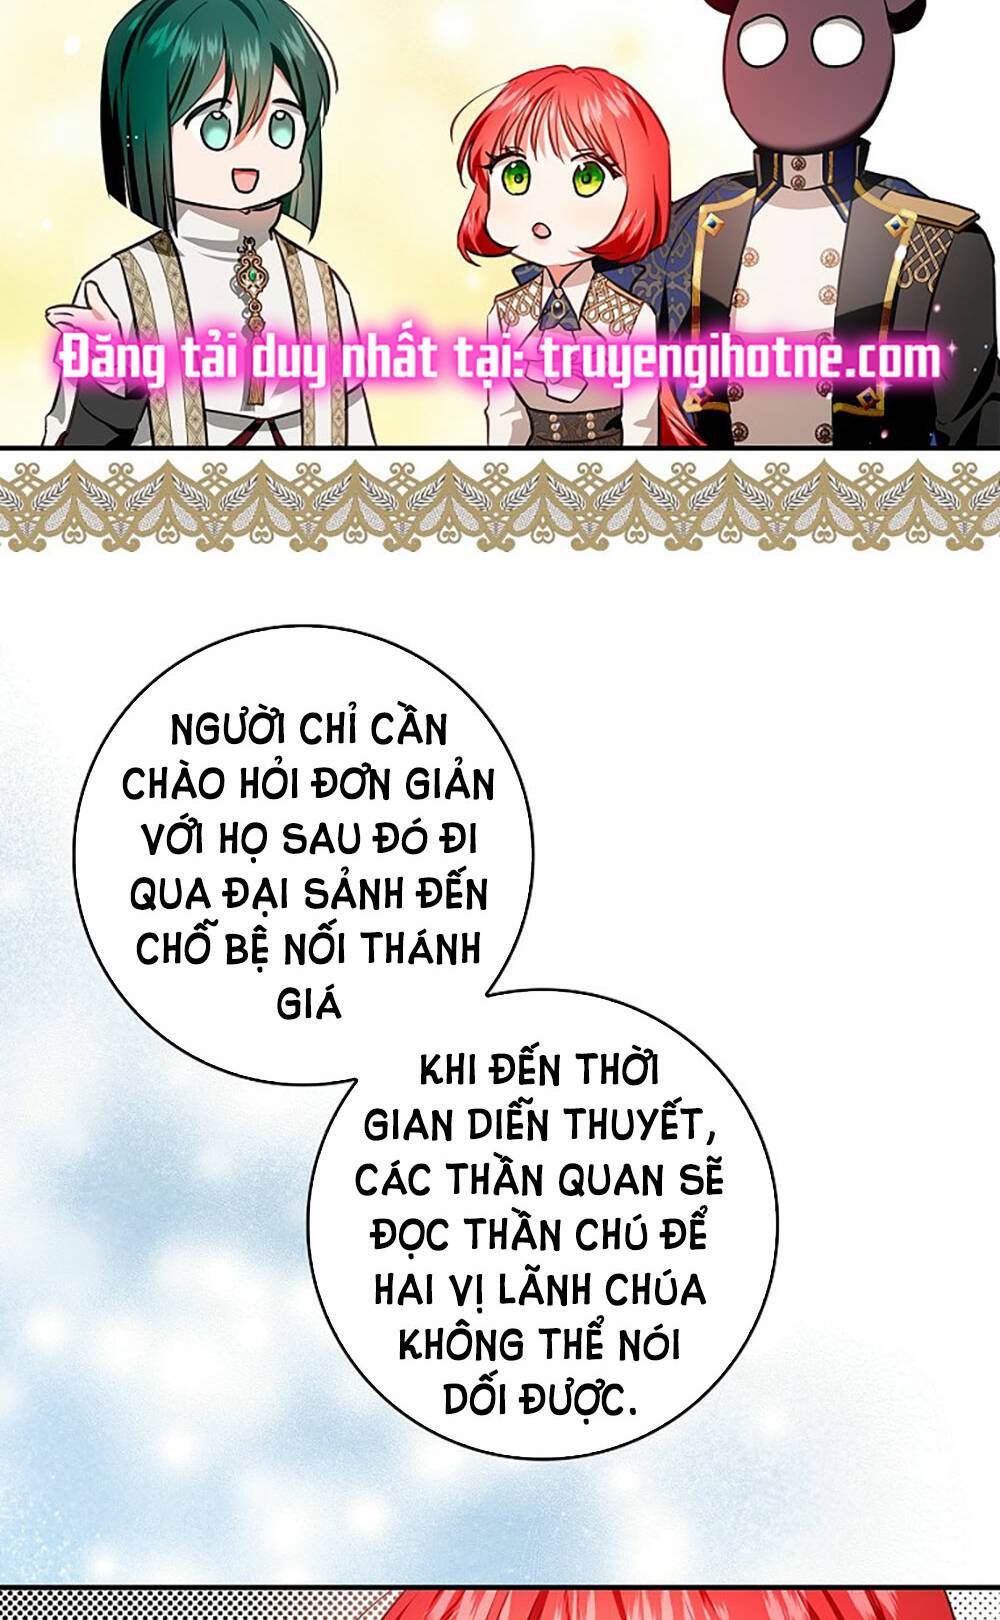 Đăng tải duy nhất tại: truyengihotne.com
NGƯỜI CHỈ CẦN
CHÀO HỎI ĐƠN GIẢN
VỚI HỌ SAU ĐÓ ĐI
QUA ĐẠI SẢNH ĐẾN
CHỖ BỆ NỐI THÁNH
GIÁ
KHI ĐẾN THỜI
GIAN DIỄN THUYẾT,
CÁC THẦN QUAN SẼ
ĐỌC THẦN CHÚ ĐỂ
HAI VỊ LÃNH CHÚA
KHÔNG THỂ NÓI
DỐI ĐƯỢC.